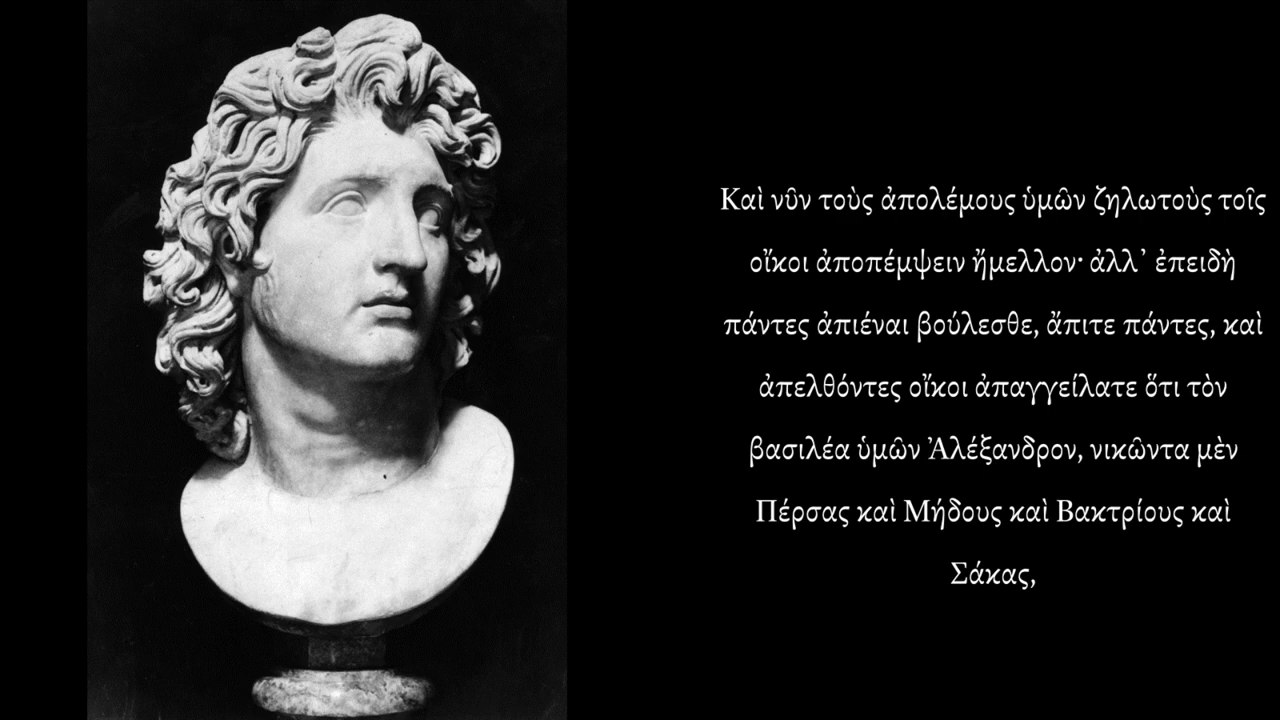 Καὶ νῦν τοὺς ἀπολέμους ὑμῶν ζηλωτοὺς τοῖς
οἴκοι ἀποπέμψειν ἤμελλον· ἀλλ’ ἐπειδὴ
πάντες ἀπιέναι βούλεσθε, ἄπιτε πάντες, καὶ
ἀπελθόντες οἴκοι ἀπαγγείλατε ὅτι τὸν
βασιλέα ὑμῶν Ἀλέξανδρον, νικῶντα μὲν
Πέρσας καὶ Μήδους καὶ Βακτρίους καὶ
Σάκας,